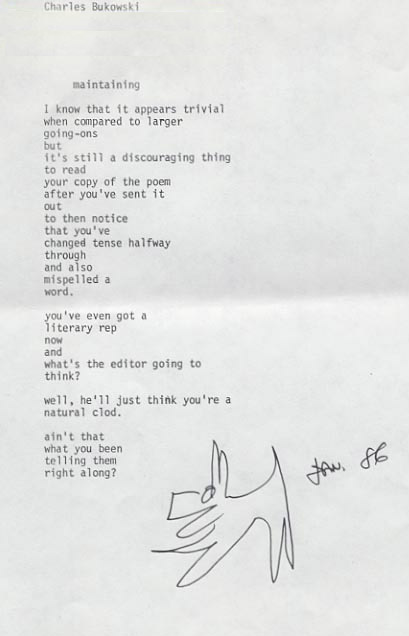 Charles Bukowski
maintaining
I know that it appears trivial
when compared to larger
going-ons
but
it's still a discouraging thing
to read
your copy of the poem
after you've sent it
out
to then notice
that you've
changed tense halfway
through
and also
mispelled a
word.
you've even got a
literary rep
now
and
what's the editor going to
think?
well, he'll just think you're a
natural clod.
ain't that
what you been
telling them
right along?
Jan. 86